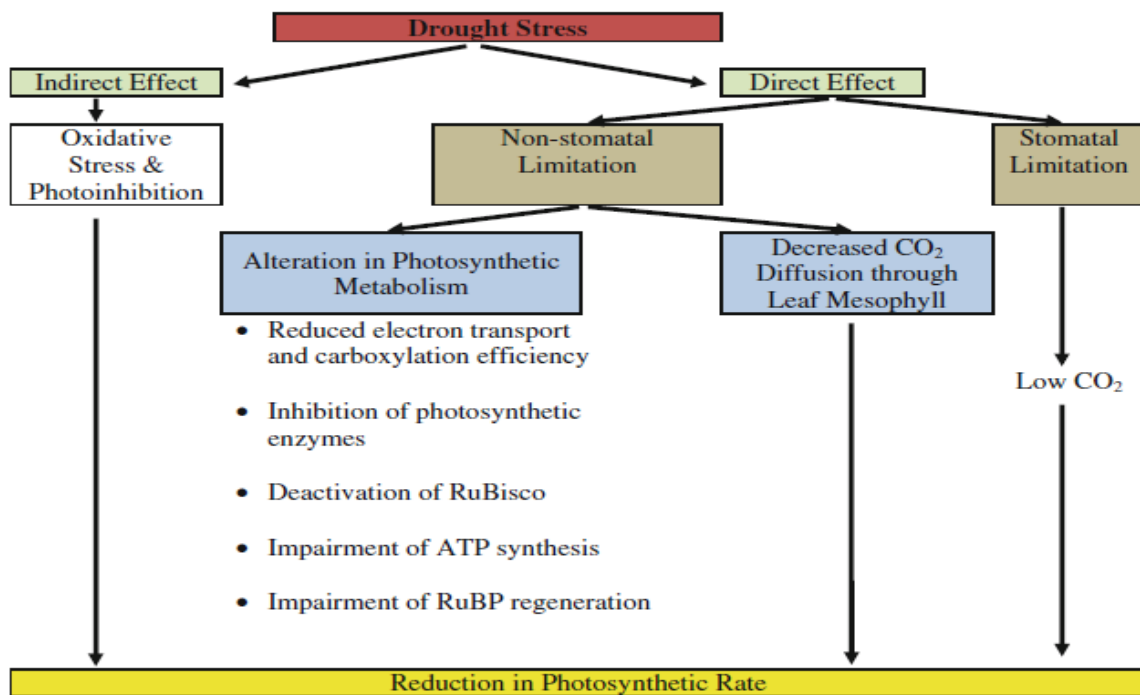 Drought Stress
Indirect Effect
Direct Effect
Oxidative
Stress &
Photoinhibition
Non-stomatal
Limitation
Stomatal
Limitation
Alteration in Photosynthetic
Metabolism
Decreased CO₂
Diffusion through
Leaf Mesophyll
• Reduced electron transport
and carboxylation efficiency
• Inhibition of photosynthetic
enzymes
• Deactivation of RuBisco
• Impairment of ATP synthesis
• Impairment of RuBP regeneration
Low CO₂
Reduction in Photosynthetic Rate